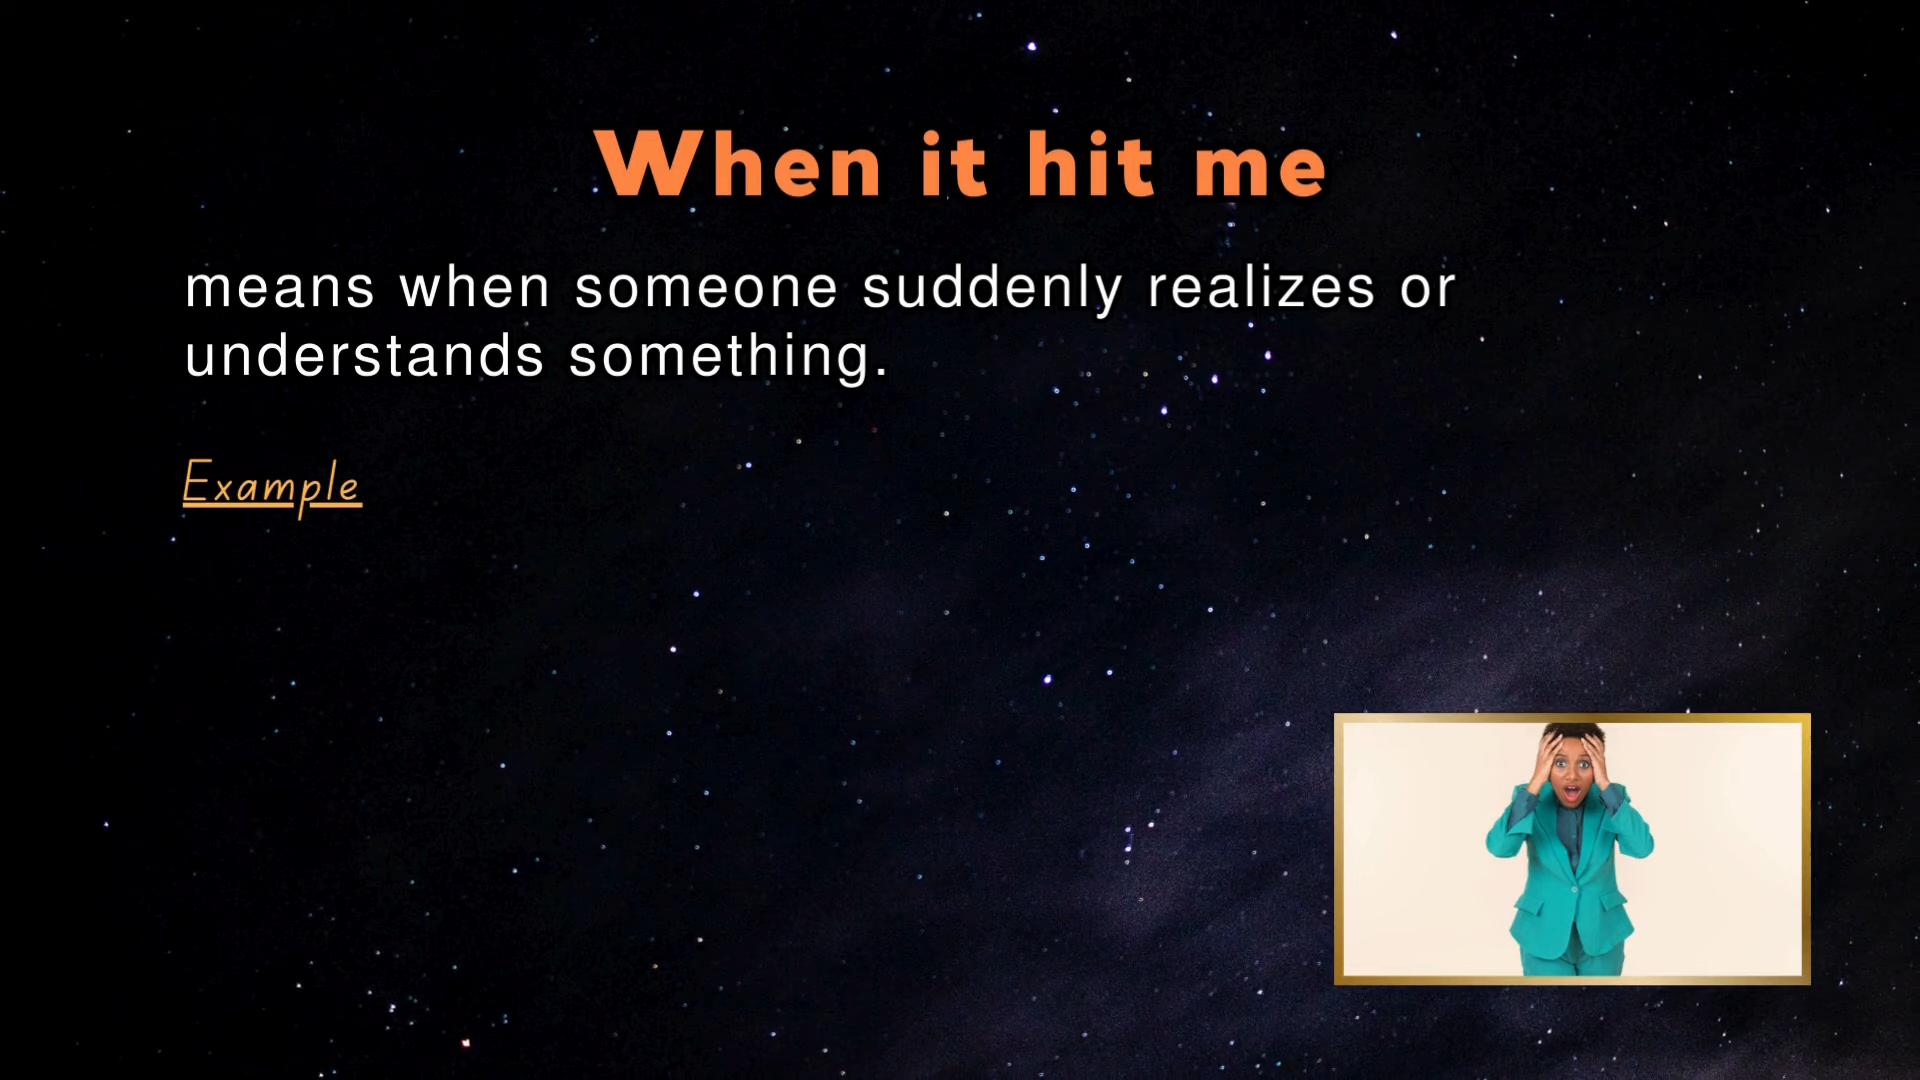 When it hit me
means when someone suddenly realizes or
understands something.
Example